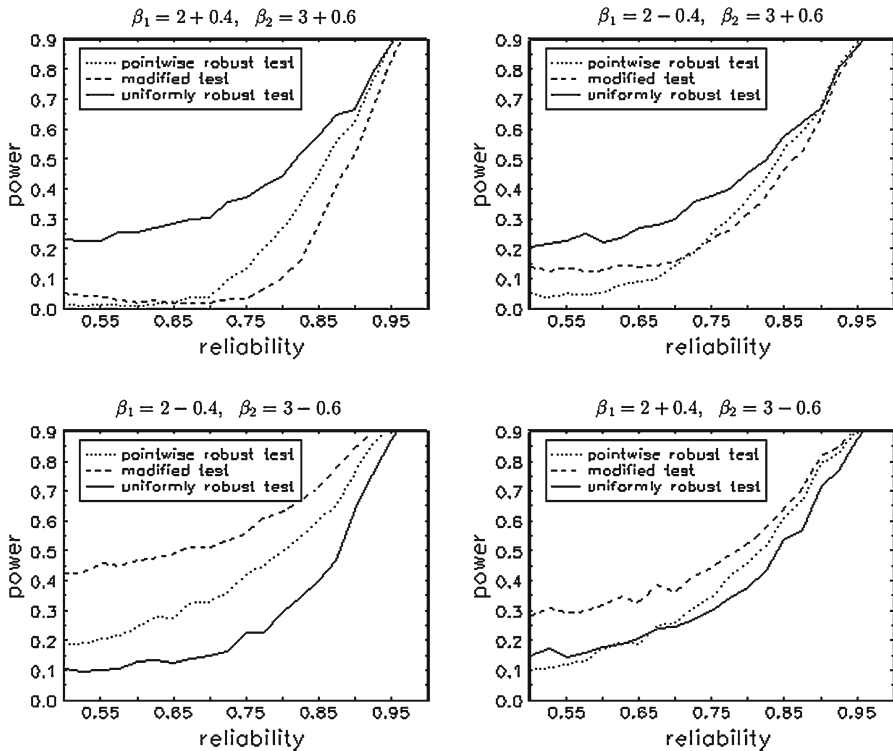 β₁ = 2 + 0.4, β₂ = 3 + 0.6
0.9
0.8
0.7
0.6
0.5
0.4
0.3
0.2
0.1
0.0
power
pointwise robust test
modified test
uniformly robust test
0.55 0.65 0.75 0.85 0.95
reliability
β₁ = 2 − 0.4, β₂ = 3 + 0.6
0.9
0.8
0.7
0.6
0.5
0.4
0.3
0.2
0.1
0.0
power
pointwise robust test
modified test
uniformly robust test
0.55 0.65 0.75 0.85 0.95
reliability
β₁ = 2 − 0.4, β₂ = 3 − 0.6
0.9
0.8
0.7
0.6
0.5
0.4
0.3
0.2
0.1
0.0
power
pointwise robust test
modified test
uniformly robust test
0.55 0.65 0.75 0.85 0.95
reliability
β₁ = 2 + 0.4, β₂ = 3 − 0.6
0.9
0.8
0.7
0.6
0.5
0.4
0.3
0.2
0.1
0.0
power
pointwise robust test
modified test
uniformly robust test
0.55 0.65 0.75 0.85 0.95
reliability